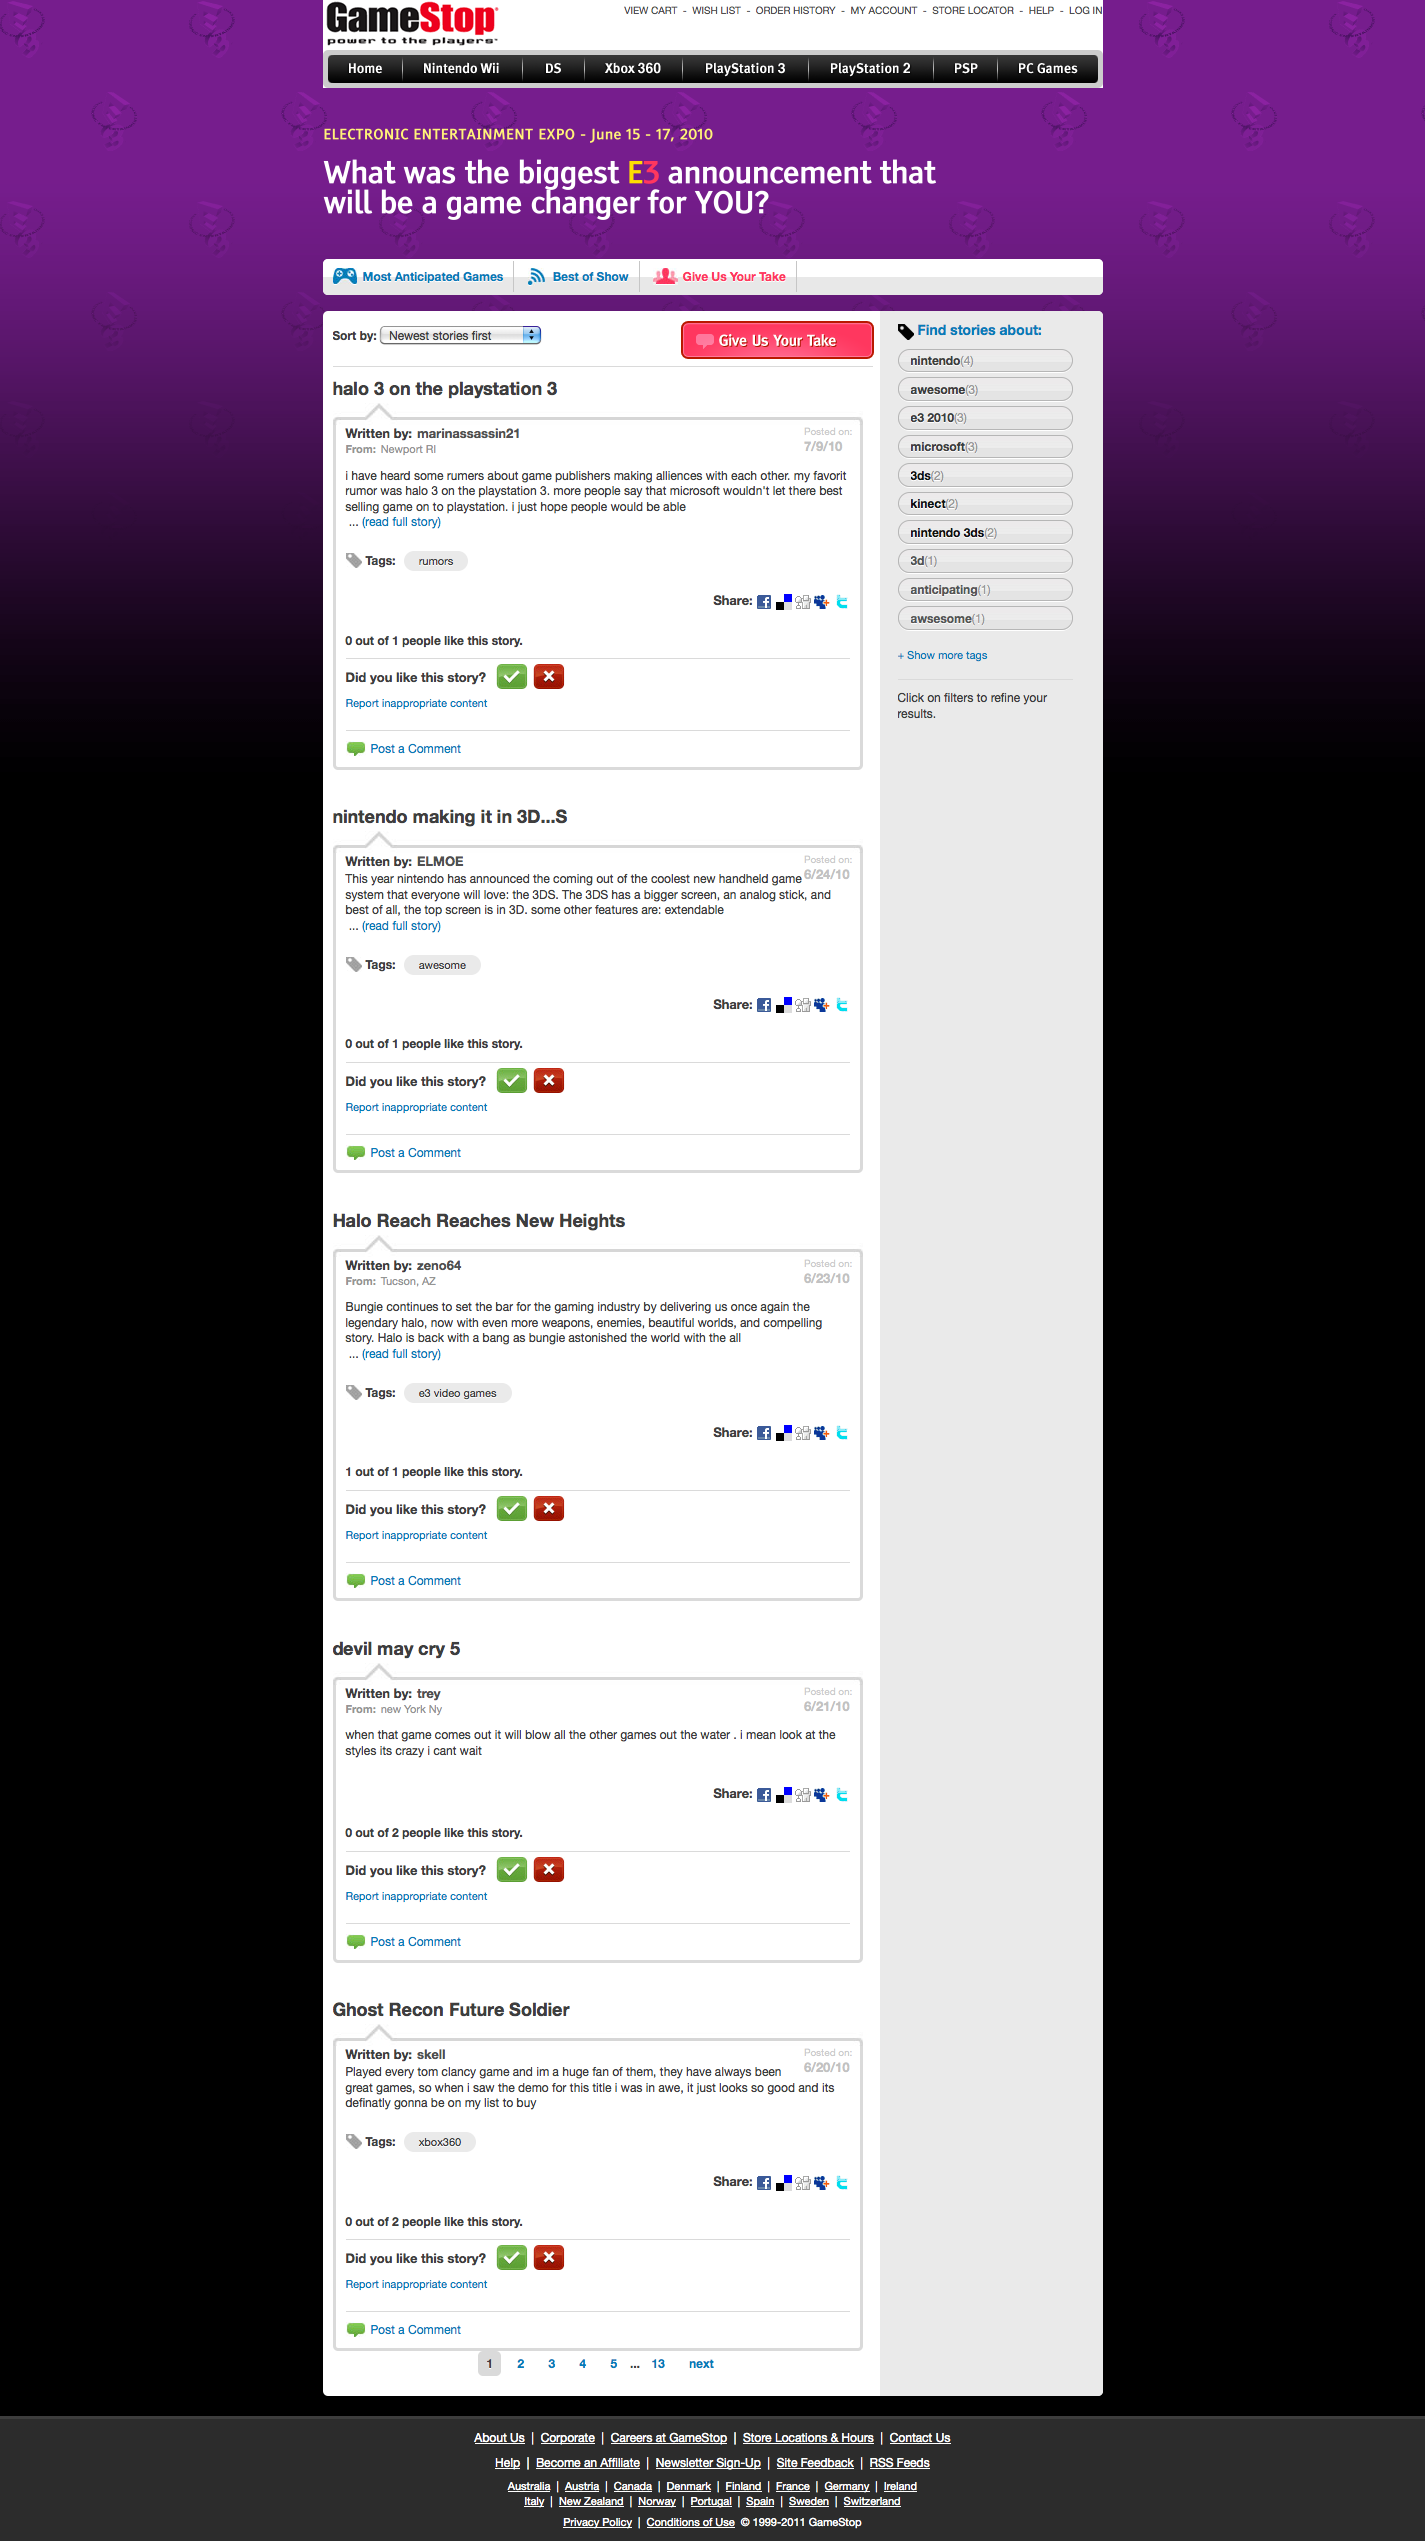 GameStop
power to the players
VIEW CART - WISH LIST - ORDER HISTORY - MY ACCOUNT - STORE LOCATOR - HELP - LOG IN
Home Nintendo Wii DS Xbox 360 PlayStation 3 PlayStation 2 PSP PC Games
ELECTRONIC ENTERTAINMENT EXPO - June 15 - 17, 2010
What was the biggest E3 announcement that
will be a game changer for YOU?
Most Anticipated Games Best of Show Give Us Your Take
Sort by: Newest stories first
Give Us Your Take
halo 3 on the playstation 3
Written by: marinassassin21
From: Newport RI
Posted on:
7/9/10
i have heard some rumers about game publishers making alliences with each other. my favorit
rumor was halo 3 on the playstation 3. more people say that microsoft wouldn't let there best
selling game on to playstation. i just hope people would be able
... (read full story)
Tags: rumors
Share:
0 out of 1 people like this story.
Did you like this story?
Report inappropriate content
Post a Comment
nintendo making it in 3D...S
Written by: ELMOE
Posted on:
6/24/10
This year nintendo has announced the coming out of the coolest new handheld game
system that everyone will love: the 3DS. The 3DS has a bigger screen, an analog stick, and
best of all, the top screen is in 3D. some other features are: extendable
... (read full story)
Tags: awesome
Share:
0 out of 1 people like this story.
Did you like this story?
Report inappropriate content
Post a Comment
Halo Reach Reaches New Heights
Written by: zeno64
From: Tucson, AZ
Posted on:
6/23/10
Bungie continues to set the bar for the gaming industry by delivering us once again the
legendary halo, now with even more weapons, enemies, beautiful worlds, and compelling
story. Halo is back with a bang as bungie astonished the world with the all
... (read full story)
Tags: e3 video games
Share:
1 out of 1 people like this story.
Did you like this story?
Report inappropriate content
Post a Comment
devil may cry 5
Written by: trey
From: new York Ny
Posted on:
6/21/10
when that game comes out it will blow all the other games out the water . i mean look at the
styles its crazy i cant wait
Share:
0 out of 2 people like this story.
Did you like this story?
Report inappropriate content
Post a Comment
Ghost Recon Future Soldier
Written by: skell
Posted on:
6/20/10
Played every tom clancy game and im a huge fan of them, they have always been
great games, so when i saw the demo for this title i was in awe, it just looks so good and its
definatly gonna be on my list to buy
Tags: xbox360
Share:
0 out of 2 people like this story.
Did you like this story?
Report inappropriate content
Post a Comment
1 2 3 4 5 ... 13 next
Find stories about:
nintendo(4)
awesome(3)
e3 2010(3)
microsoft(3)
3ds(2)
kinect(2)
nintendo 3ds(2)
3d(1)
anticipating(1)
awsesome(1)
+ Show more tags
Click on filters to refine your
results.
About Us | Corporate | Careers at GameStop | Store Locations & Hours | Contact Us
Help | Become an Affiliate | Newsletter Sign-Up | Site Feedback | RSS Feeds
Australia | Austria | Canada | Denmark | Finland | France | Germany | Ireland
Italy | New Zealand | Norway | Portugal | Spain | Sweden | Switzerland
Privacy Policy | Conditions of Use © 1999-2011 GameStop